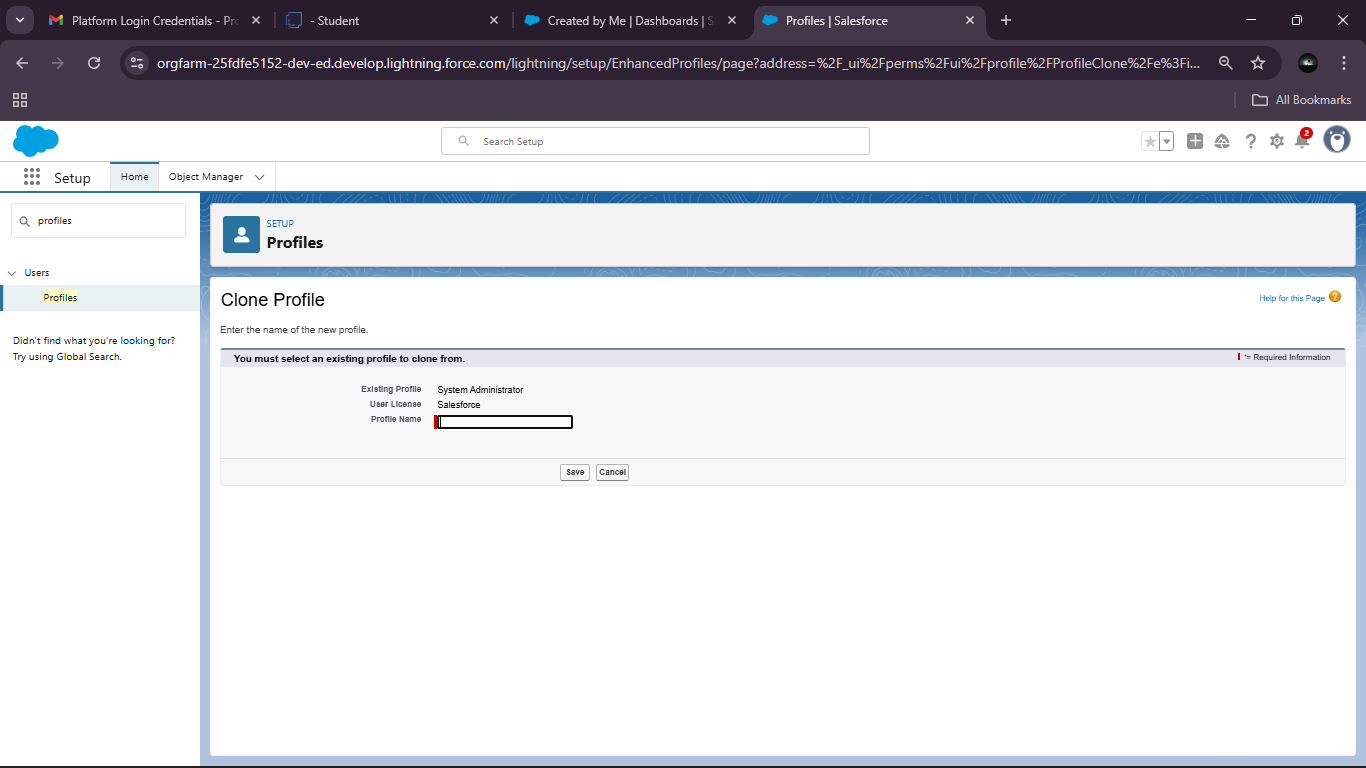 Platform Login Credentials - Pro
- Student
Created by Me | Dashboards | S
Profiles | Salesforce
orgfarm-25fdfe5152-dev-ed.develop.lightning.force.com/lightning/setup/EnhancedProfiles/page?address=%2F_ui%2Fperms%2Fui%2Fprofile%2FProfileClone%2Fe%3Fi...
All Bookmarks
Search Setup
2
Setup
Home
Object Manager
profiles
Users
Profiles
Didn't find what you're looking for?
Try using Global Search.
SETUP
Profiles
Clone Profile
Help for this Page ?
Enter the name of the new profile.
You must select an existing profile to clone from.
*= Required Information
Existing Profile System Administrator
User License Salesforce
Profile Name
Save Cancel